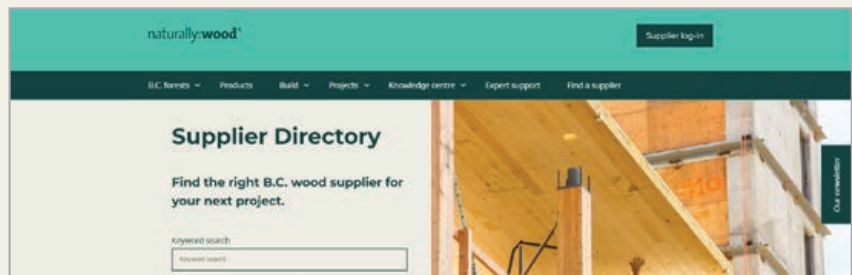 naturally:wood®
Supplier log-in
B.C. forests Products Build Projects Knowledge centre Expert support Find a supplier
Supplier Directory
Find the right B.C. wood supplier for
your next project.
Keyword search
Keyword search
Our newsletter